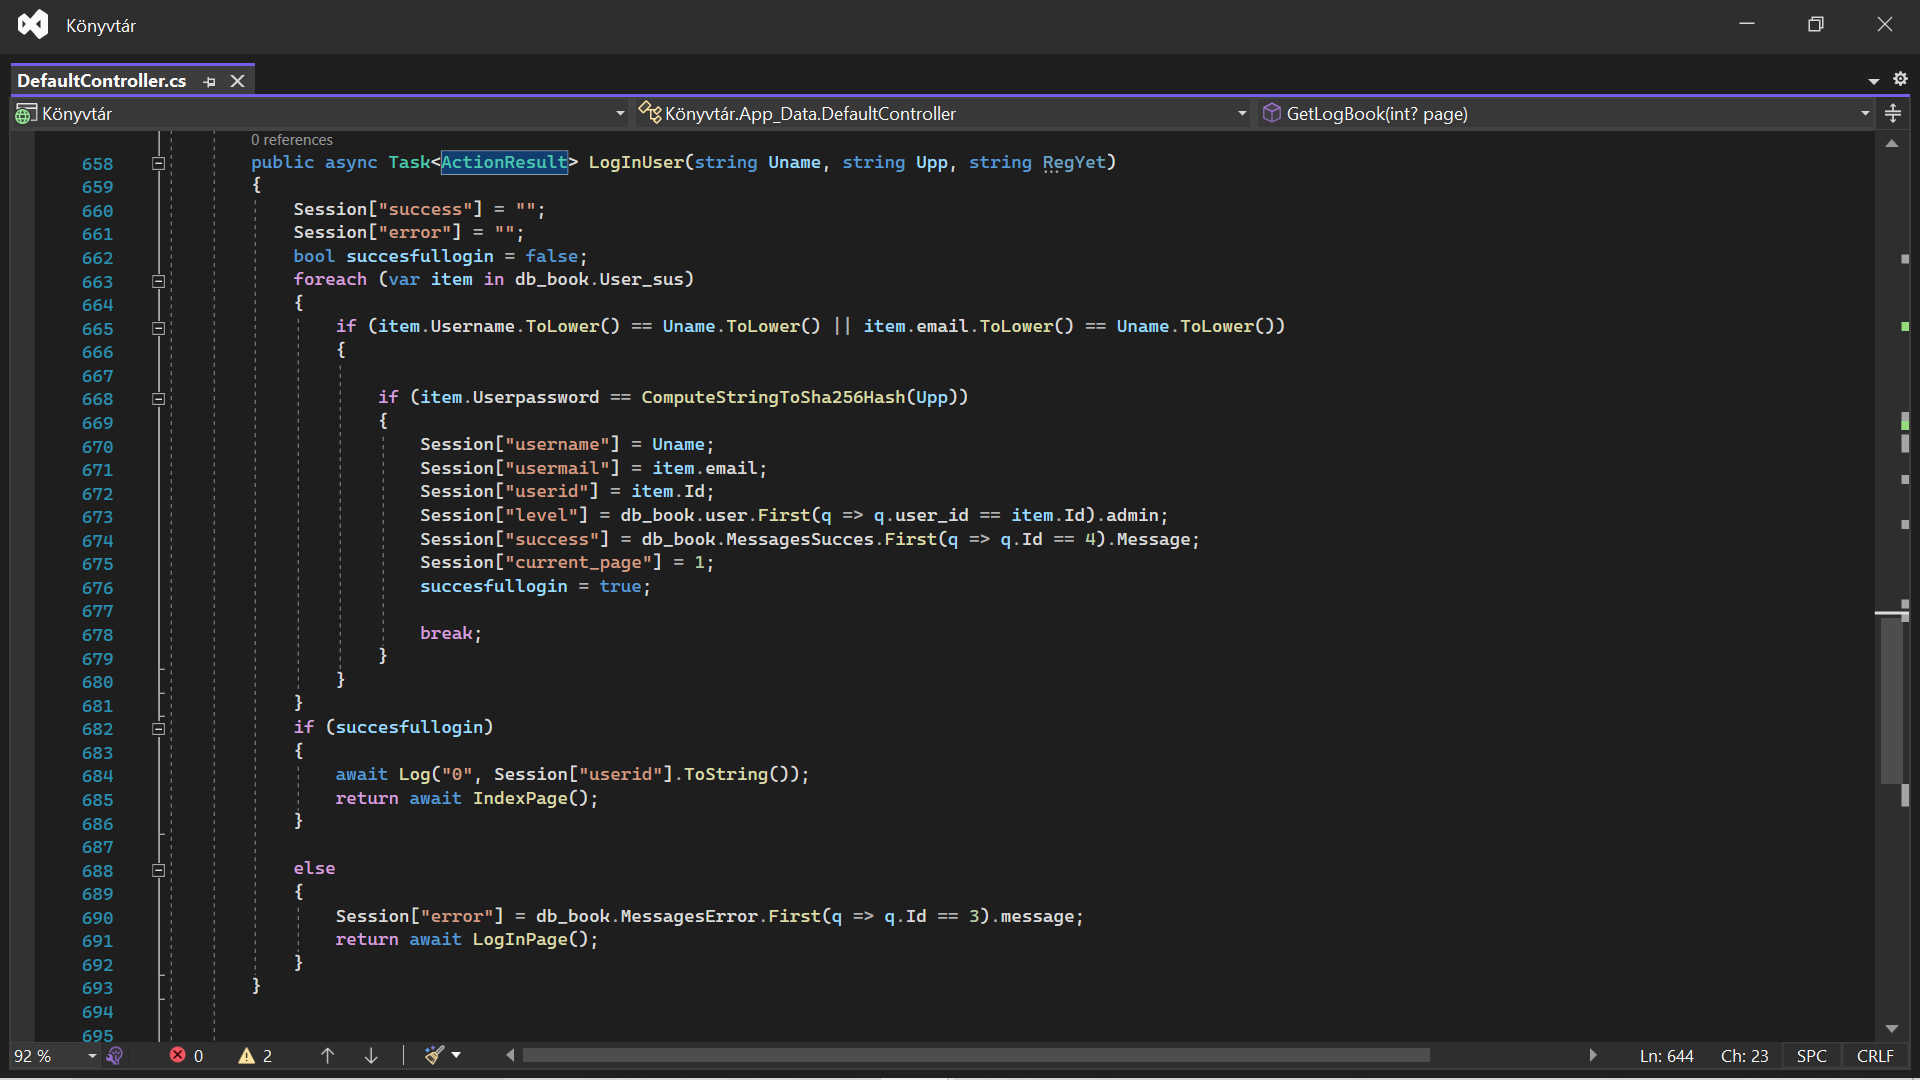 Könyvtár
DefaultController.cs
Könyvtár Könyvtár.App_Data.DefaultController GetLogBook(int? page)
0 references
658 public async Task<ActionResult> LogInUser(string Uname, string Upp, string RegYet)
659 {
660 Session["success"] = "";
661 Session["error"] = "";
662 bool succesfullogin = false;
663 foreach (var item in db_book.User_sus)
664 {
665 if (item.Username.ToLower() == Uname.ToLower() || item.email.ToLower() == Uname.ToLower())
666 {
667
668 if (item.Userpassword == ComputeStringToSha256Hash(Upp))
669 {
670 Session["username"] = Uname;
671 Session["usermail"] = item.email;
672 Session["userid"] = item.Id;
673 Session["level"] = db_book.user.First(q => q.user_id == item.Id).admin;
674 Session["success"] = db_book.MessagesSucces.First(q => q.Id == 4).Message;
675 Session["current_page"] = 1;
676 succesfullogin = true;
677
678 break;
679 }
680 }
681 }
682 if (succesfullogin)
683 {
684 await Log("0", Session["userid"].ToString());
685 return await IndexPage();
686 }
687
688 else
689 {
690 Session["error"] = db_book.MessagesError.First(q => q.Id == 3).message;
691 return await LogInPage();
692 }
693 }
694
695
92 % 0 2 Ln: 644 Ch: 23 SPC CRLF